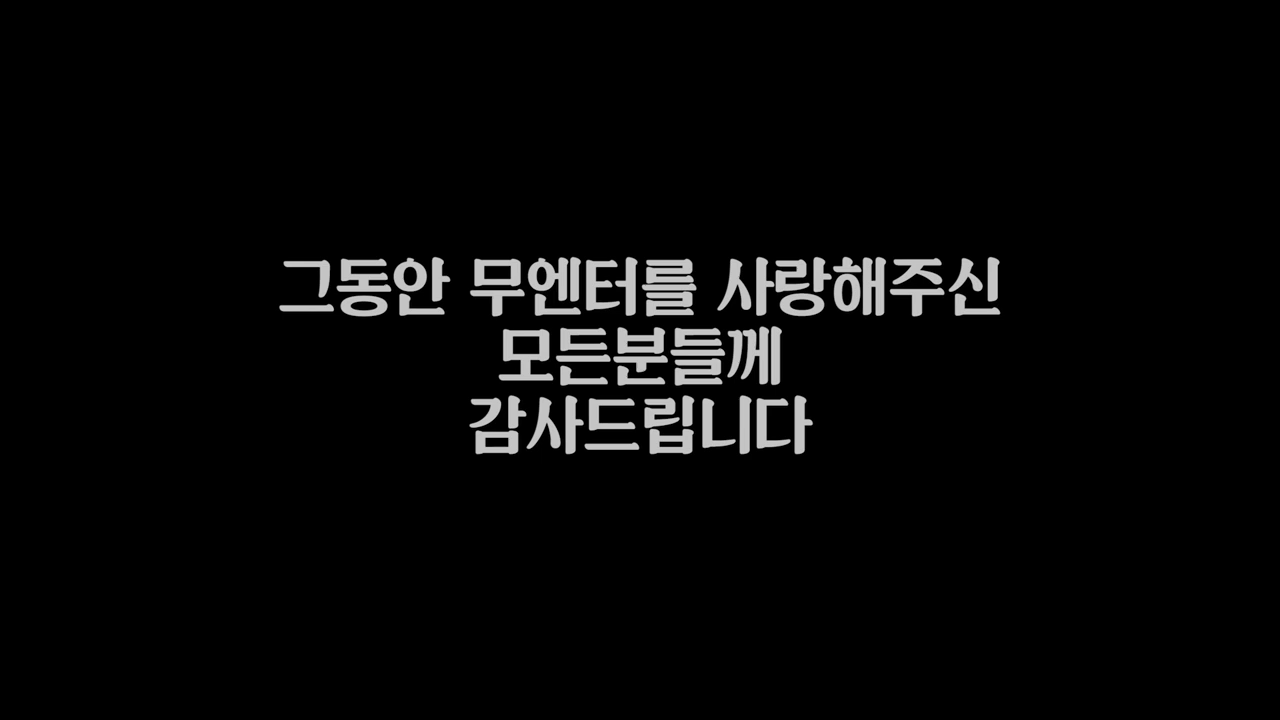 그동안 무엔터를 사랑해주신
모든분들께
감사드립니다